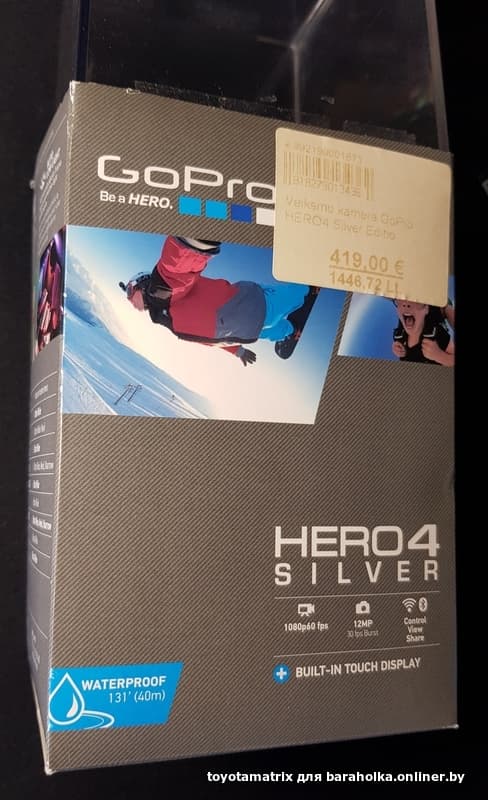 GoPro
Be a HERO.
Veiksmo kamera GoPro
HERO4 Silver Editio
419,00 €
1446,72 Lt
HERO4
SILVER
1080p60 fps
12MP
30 fps Burst
Control
View
Share
BUILT-IN TOUCH DISPLAY
WATERPROOF
131' (40m)
toyotamatrix для baraholka.onliner.by